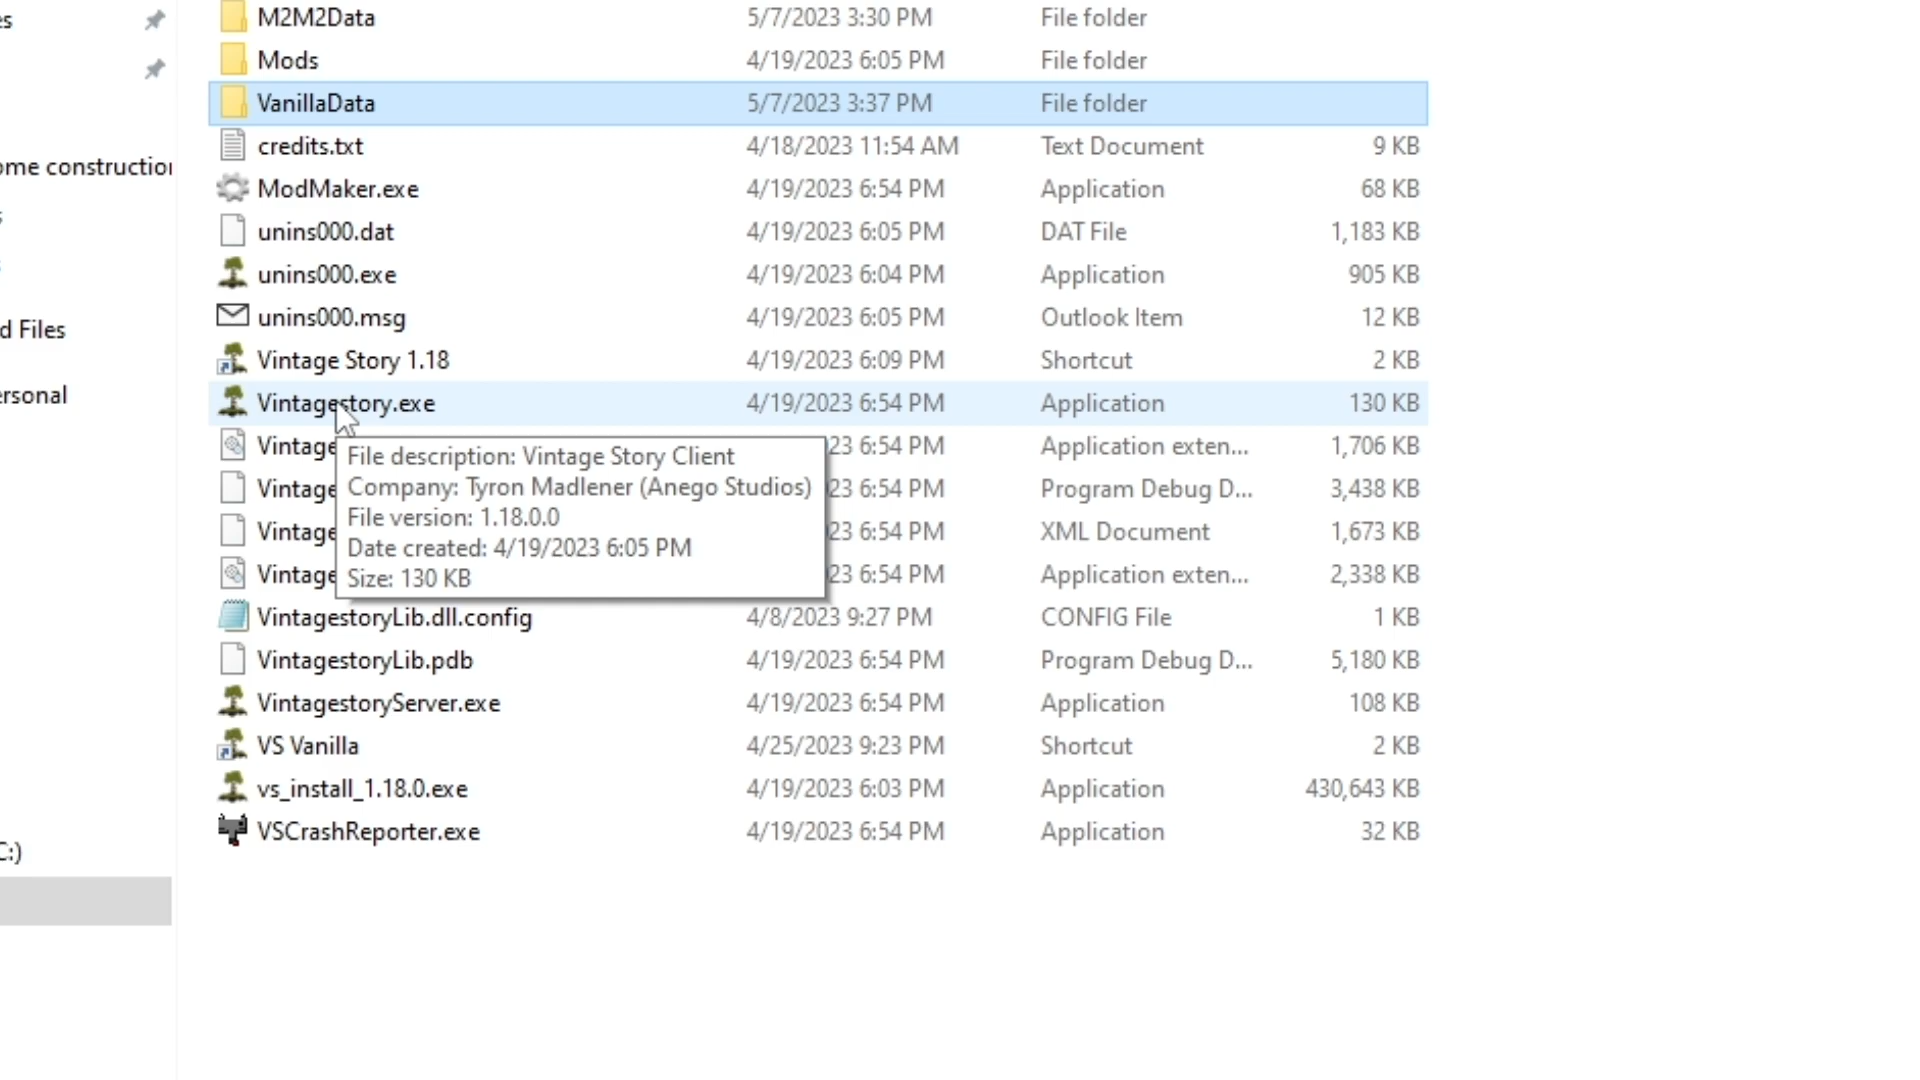 es
M2M2Data 5/7/2023 3:30 PM File folder
Mods 4/19/2023 6:05 PM File folder
VanillaData 5/7/2023 3:37 PM File folder
credits.txt 4/18/2023 11:54 AM Text Document 9 KB
ome construction
ModMaker.exe 4/19/2023 6:54 PM Application 68 KB
unins000.dat 4/19/2023 6:05 PM DAT File 1,183 KB
unins000.exe 4/19/2023 6:04 PM Application 905 KB
unins000.msg 4/19/2023 6:05 PM Outlook Item 12 KB
d Files
Vintage Story 1.18 4/19/2023 6:09 PM Shortcut 2 KB
ersonal
Vintagestory.exe 4/19/2023 6:54 PM Application 130 KB
Vintage 23 6:54 PM Application exten... 1,706 KB
File description: Vintage Story Client
Company: Tyron Madlener (Anego Studios)
Vintage 23 6:54 PM Program Debug D... 3,438 KB
File version: 1.18.0.0
Vintage 23 6:54 PM XML Document 1,673 KB
Date created: 4/19/2023 6:05 PM
Vintage 23 6:54 PM Application exten... 2,338 KB
Size: 130 KB
VintagestoryLib.dll.config 4/8/2023 9:27 PM CONFIG File 1 KB
VintagestoryLib.pdb 4/19/2023 6:54 PM Program Debug D... 5,180 KB
VintagestoryServer.exe 4/19/2023 6:54 PM Application 108 KB
VS Vanilla 4/25/2023 9:23 PM Shortcut 2 KB
vs_install_1.18.0.exe 4/19/2023 6:03 PM Application 430,643 KB
VSCrashReporter.exe 4/19/2023 6:54 PM Application 32 KB
C:)